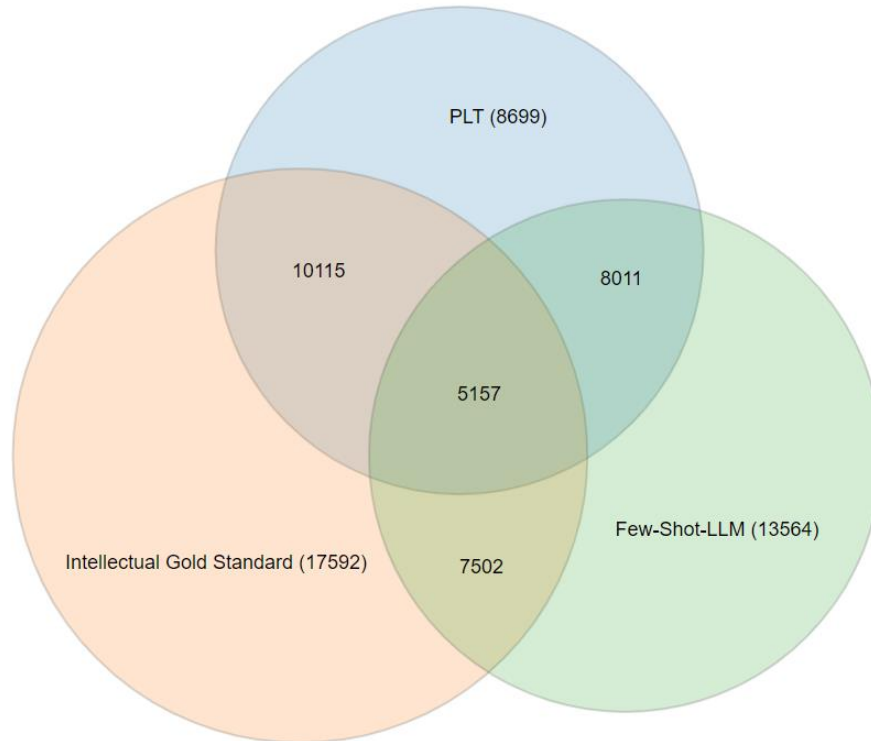 PLT (8699)
10115
8011
5157
Few-Shot-LLM (13564)
Intellectual Gold Standard (17592)
7502